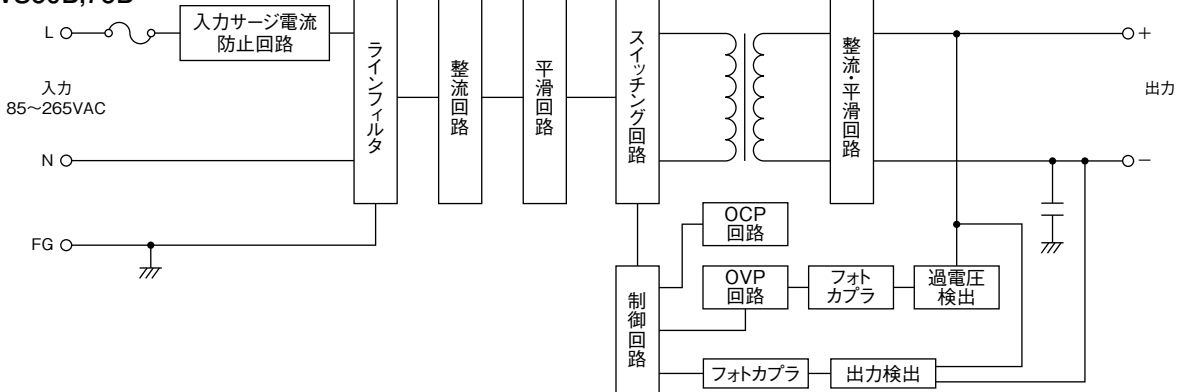 L
入力サージ電流
防止回路
入力
85～265VAC
N
FG
ラインフィルタ
整流回路
平滑回路
スイッチング回路
整流・平滑回路
+
出力
−
OCP
回路
OVP
回路
フォト
カプラ
過電圧
検出
制御回路
フォトカプラ
出力検出